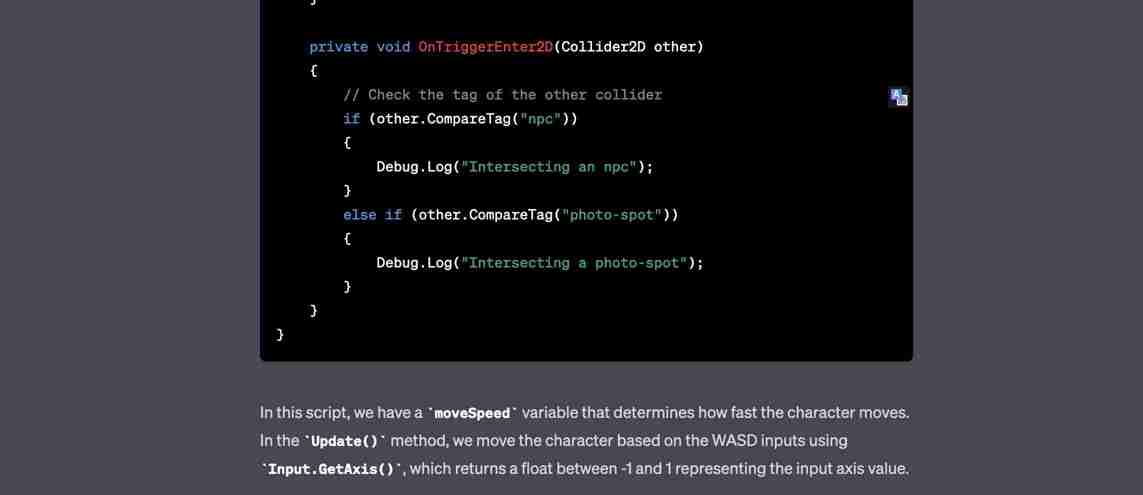 }
private void OnTriggerEnter2D(Collider2D other)
{
// Check the tag of the other collider
if (other.CompareTag("npc"))
{
Debug.Log("Intersecting an npc");
}
else if (other.CompareTag("photo-spot"))
{
Debug.Log("Intersecting a photo-spot");
}
}
}
In this script, we have a `moveSpeed` variable that determines how fast the character moves.
In the `Update()` method, we move the character based on the WASD inputs using
`Input.GetAxis()`, which returns a float between -1 and 1 representing the input axis value.